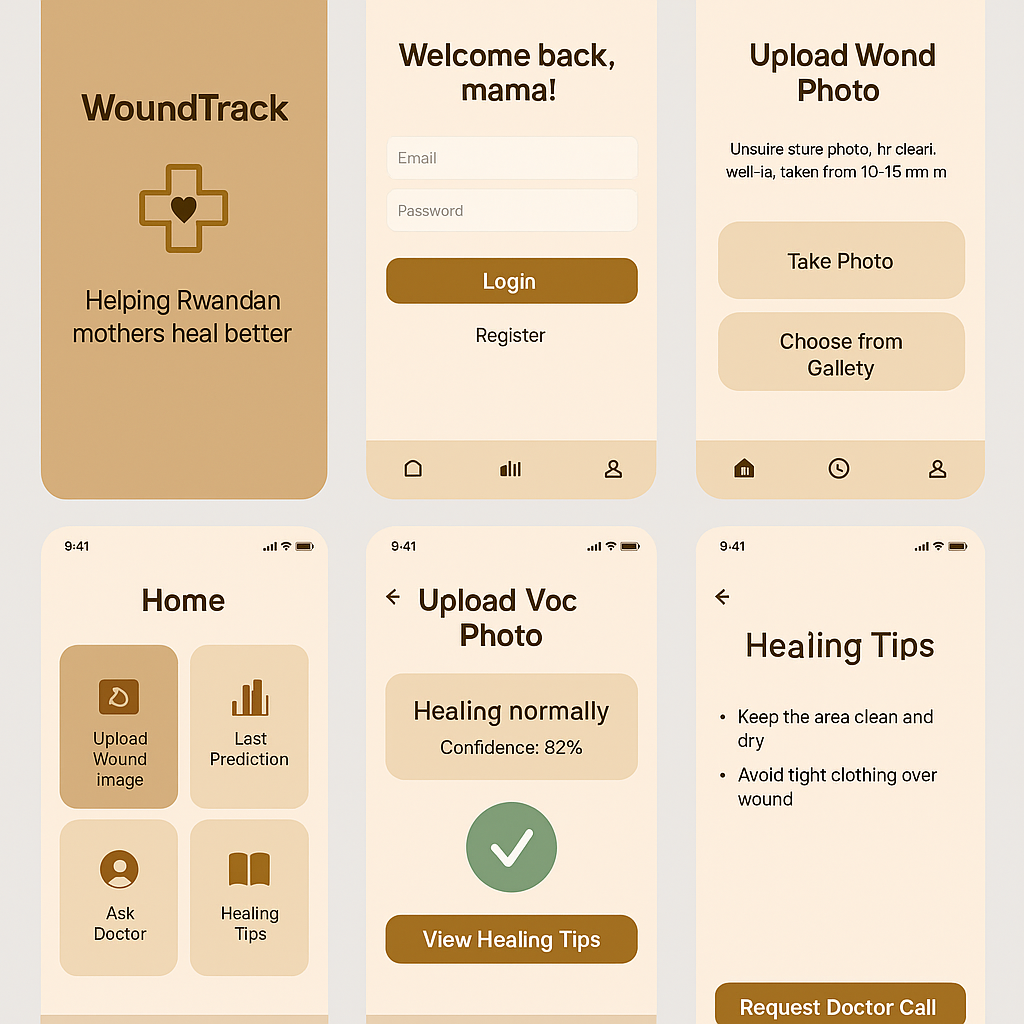 WoundTrack
Helping Rwandan
mothers heal better
Welcome back,
mama!
Email
Password
Login
Register
Upload Wond
Photo
Unsuire sture photo, hr cleari.
well-ia, taken from 10-15 mm m
Take Photo
Choose from
Gallety
9:41
Home
Upload
Wound
image
Last
Prediction
Ask
Doctor
Healing
Tips
9:41
Upload Voc
Photo
Healing normally
Confidence: 82%
View Healing Tips
9:41
Healing Tips
• Keep the area clean and
dry
• Avoid tight clothing over
wound
Request Doctor Call